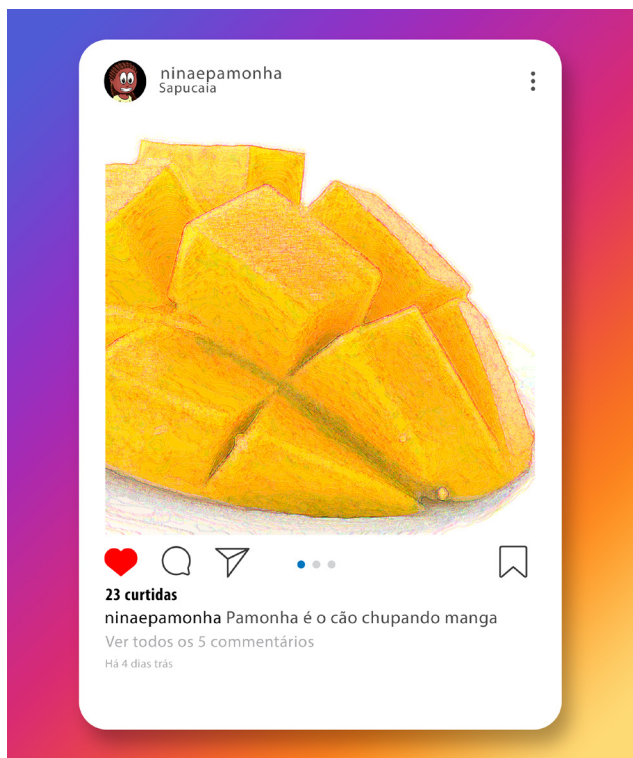 ninaepamonha
Sapucaia
23 curtidas
ninaepamonha Pamonha é o cão chupando manga
Ver todos os 5 commentários
Há 4 dias trás